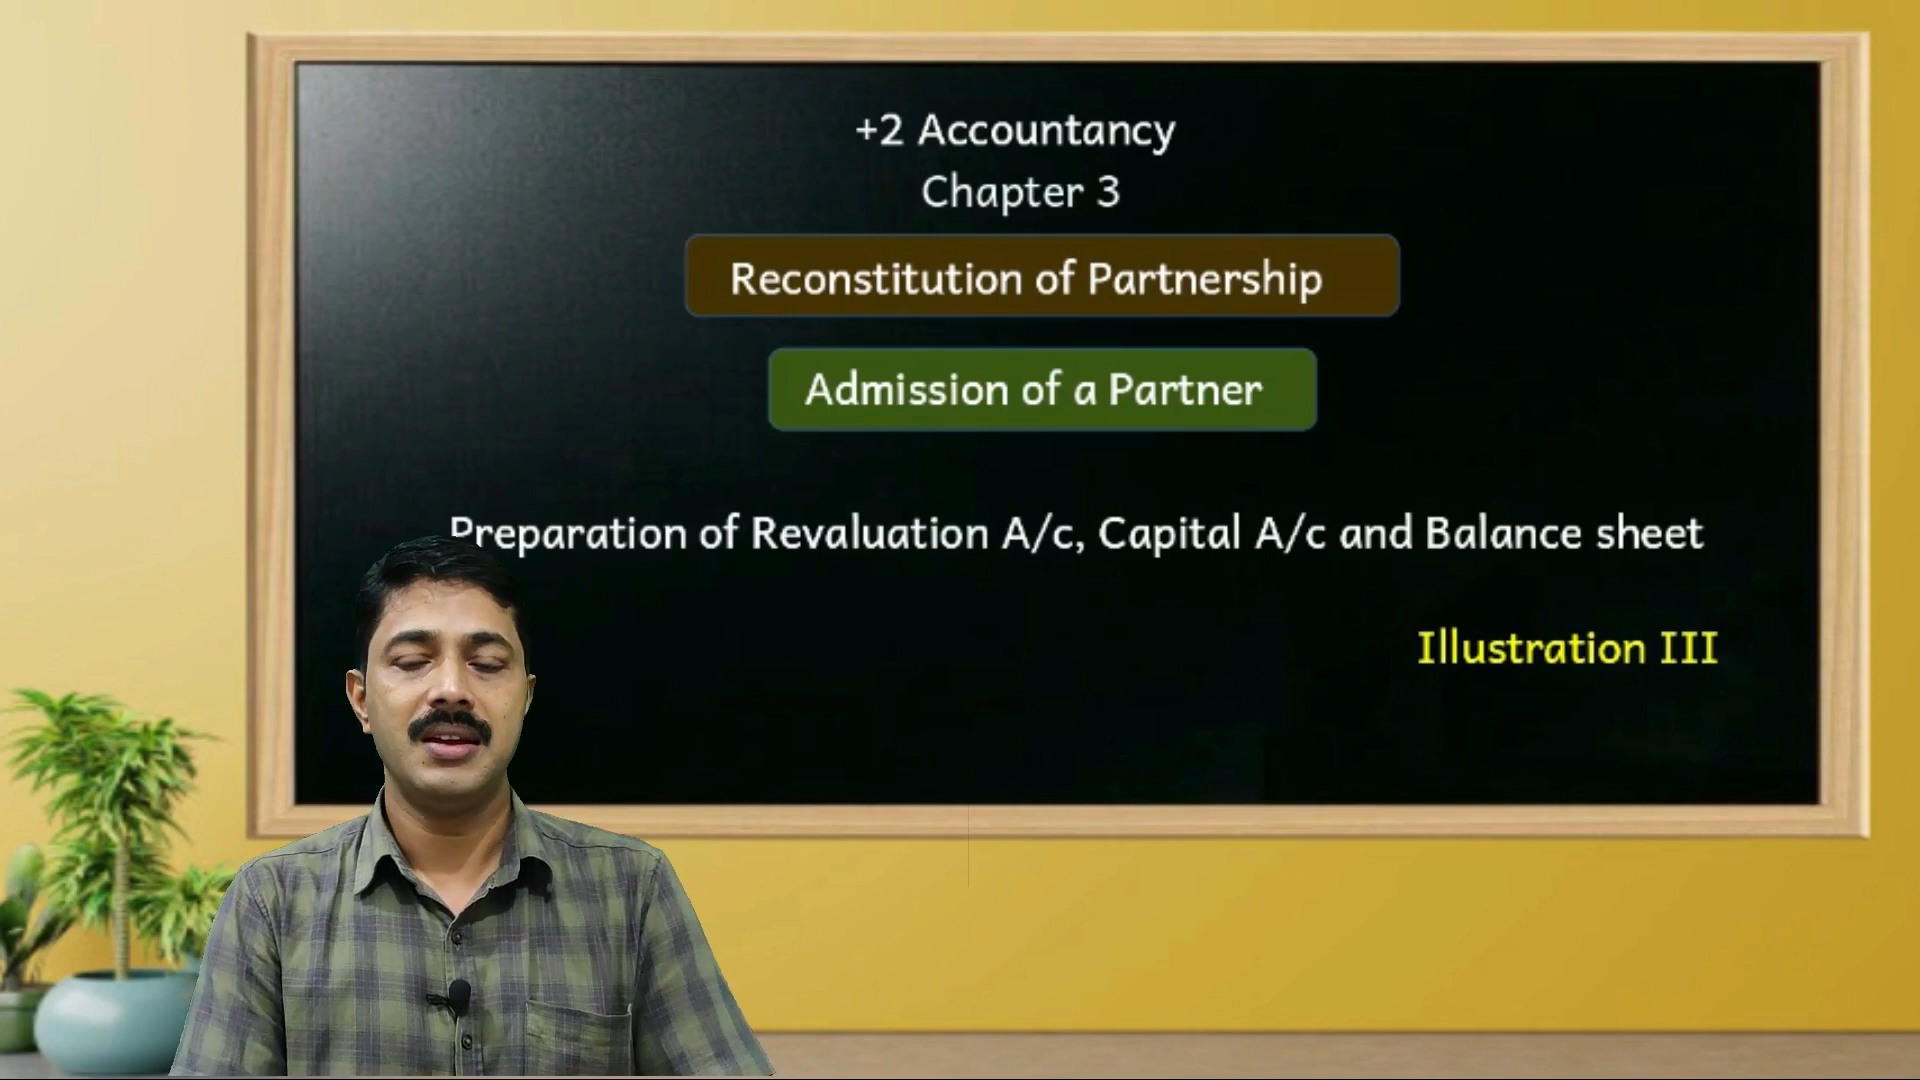 +2 Accountancy
Chapter 3
Reconstitution of Partnership
Admission of a Partner
Preparation of Revaluation A/c, Capital A/c and Balance sheet
Illustration III